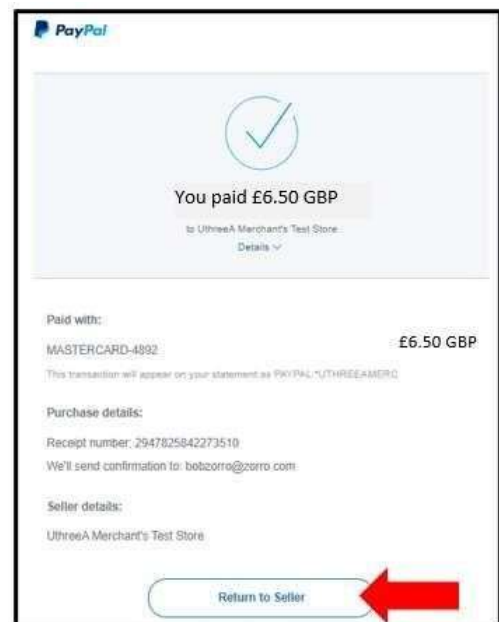 PayPal
You paid £6.50 GBP
to UthreeA Merchant's Test Store
Details
Paid with:
MASTERCARD-4892 £6.50 GBP
This transaction will appear on your statement as PAYPAL *UTHREEAMERC
Purchase details:
Receipt number: 2947825842273510
We'll send confirmation to: bobzorro@zorro.com
Seller details:
UthreeA Merchant's Test Store
Return to Seller